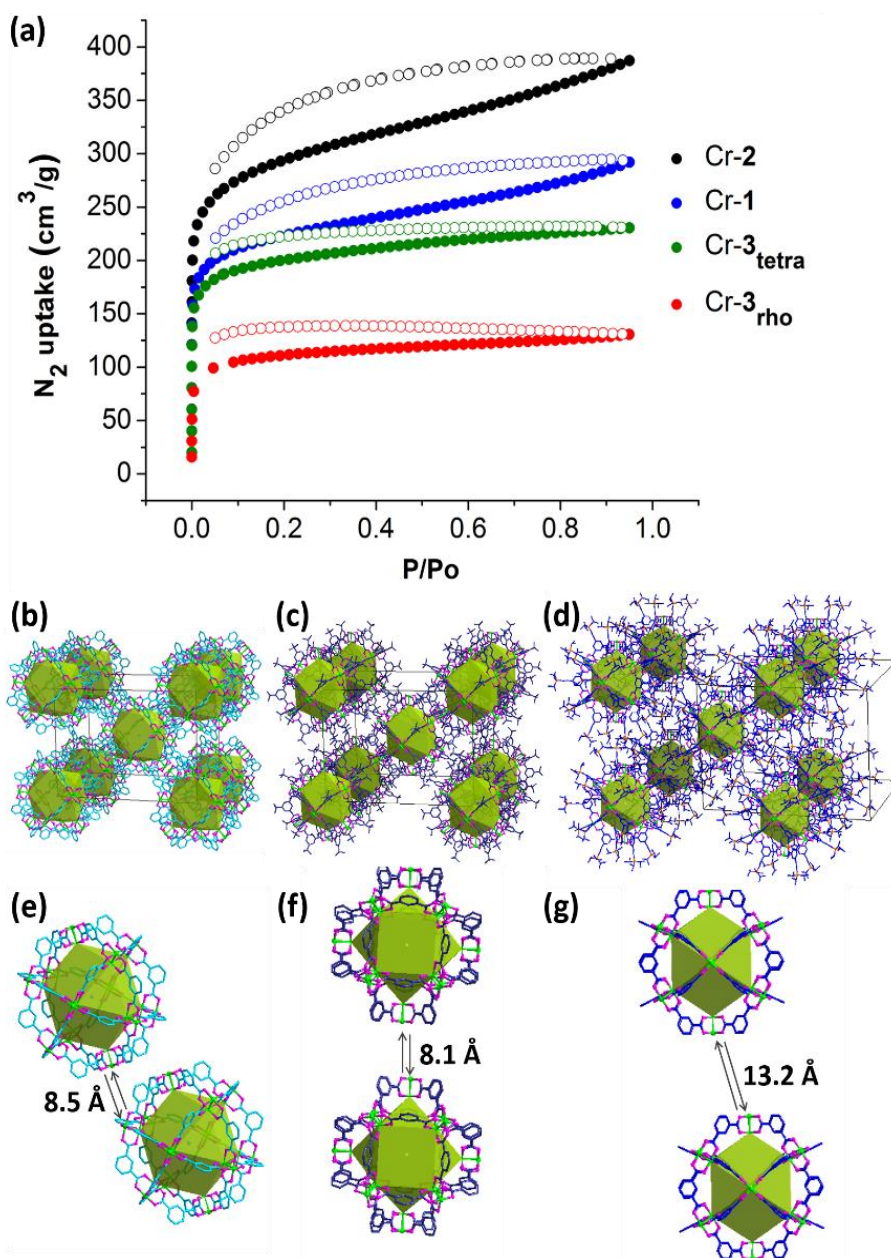 (a)
N₂ uptake (cm³/g)
400
350
300
250
200
150
100
50
0
0.0 0.2 0.4 0.6 0.8 1.0
P/Po
Cr-2
Cr-1
Cr-3tetra
Cr-3rho
(b) (c) (d)
(e) (f) (g)
8.5 Å
8.1 Å
13.2 Å